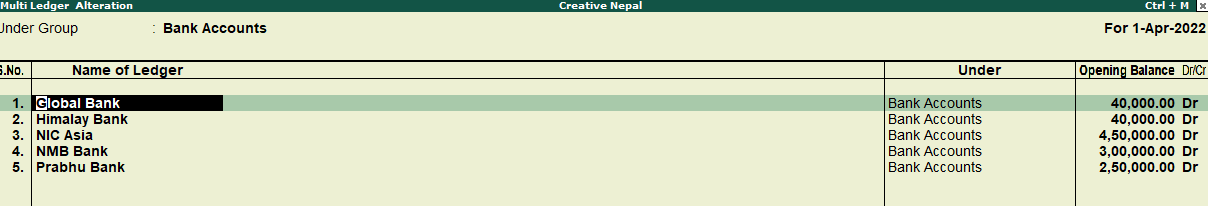 Multi Ledger Alteration Creative Nepal Ctrl + M x
Under Group : Bank Accounts For 1-Apr-2022
S.No. Name of Ledger Under Opening Balance Dr/Cr
1. Global Bank Bank Accounts 40,000.00 Dr
2. Himalay Bank Bank Accounts 40,000.00 Dr
3. NIC Asia Bank Accounts 4,50,000.00 Dr
4. NMB Bank Bank Accounts 3,00,000.00 Dr
5. Prabhu Bank Bank Accounts 2,50,000.00 Dr